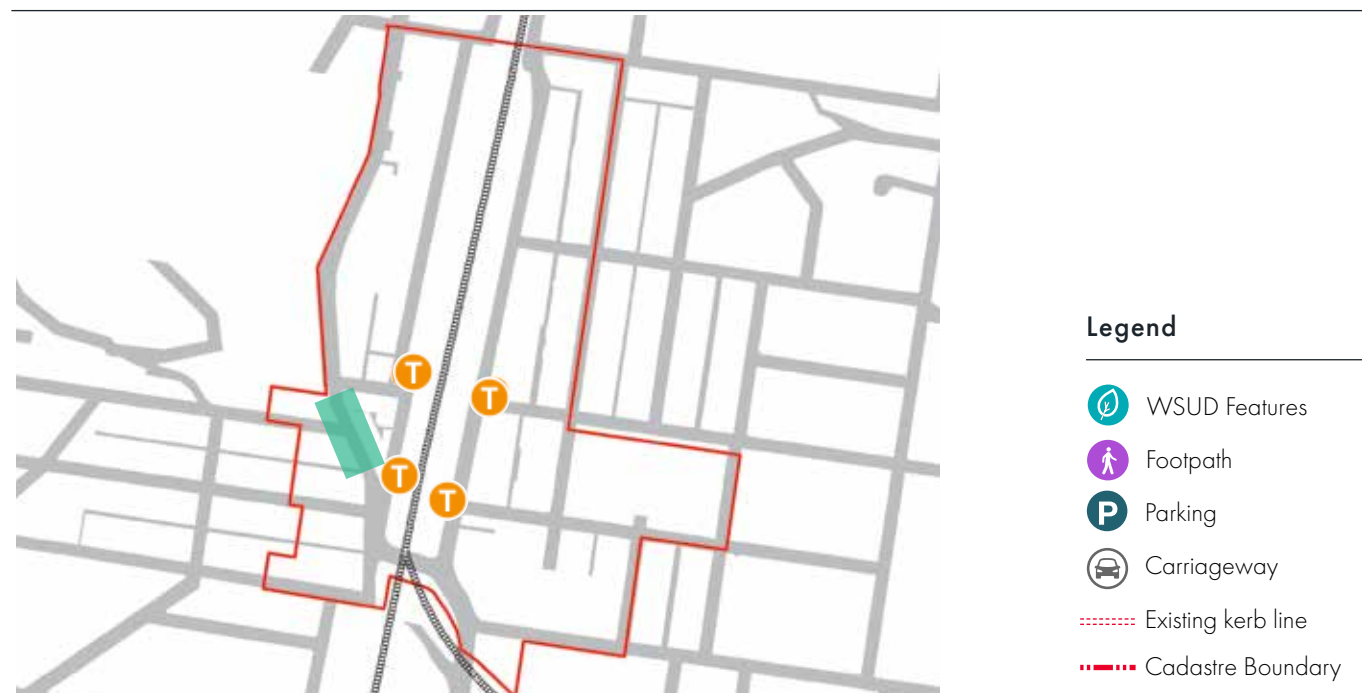 T
T
T
T
Legend
WSUD Features
Footpath
P Parking
Carriageway
Existing kerb line
Cadastre Boundary